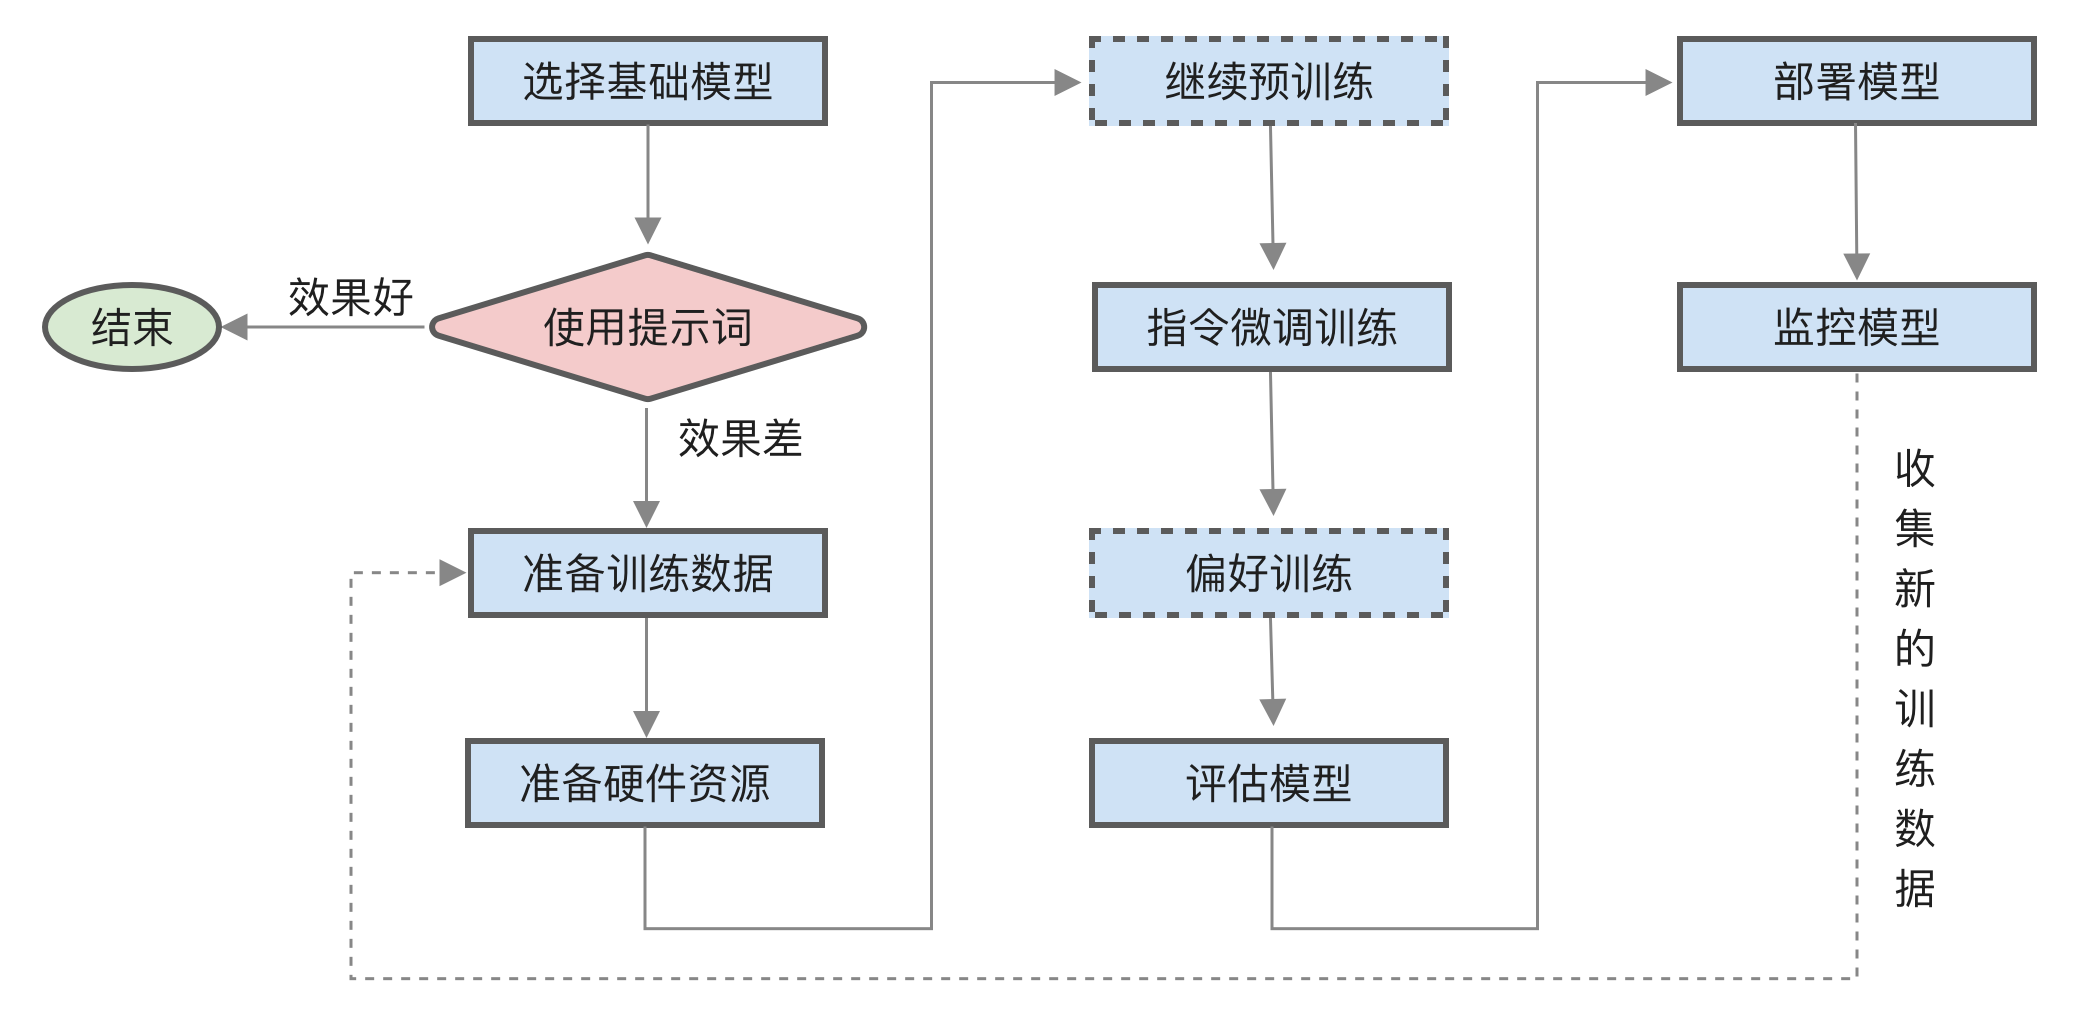 选择基础模型
使用提示词
效果好
结束
效果差
准备训练数据
准备硬件资源
继续预训练
指令微调训练
偏好训练
评估模型
部署模型
监控模型
收集新的训练数据